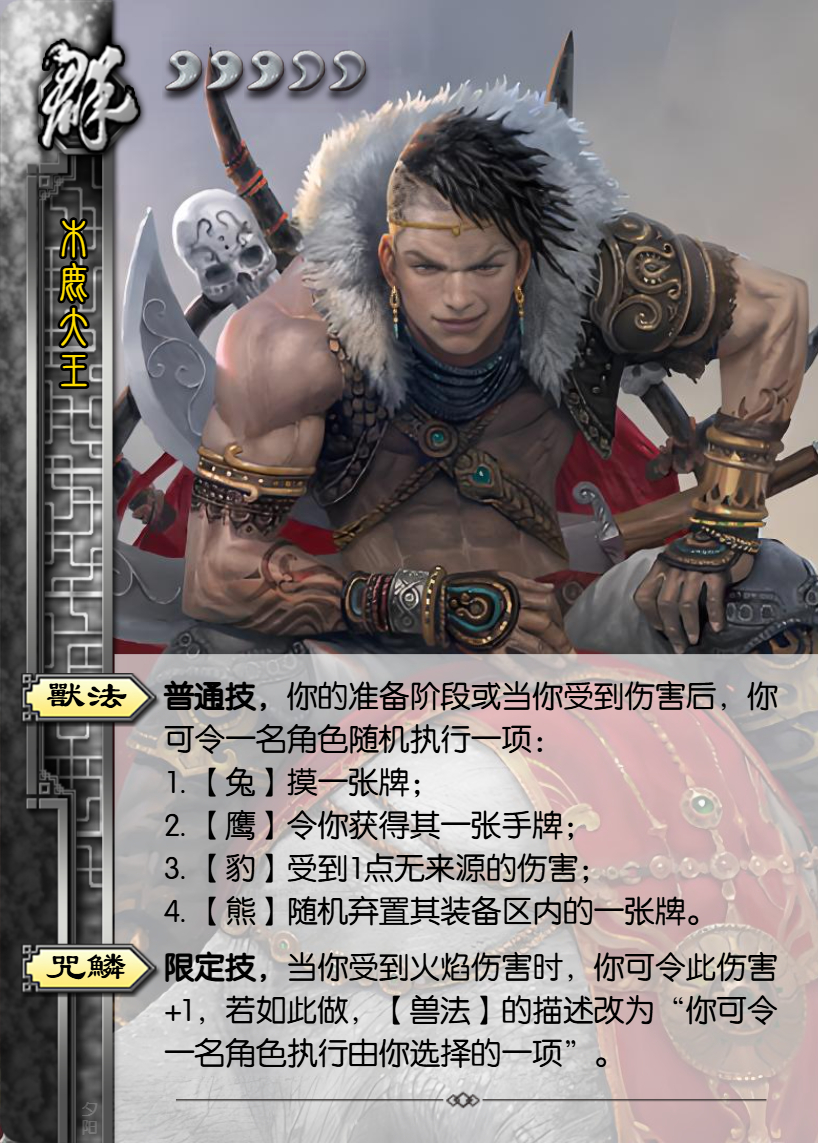 群
木鹿大王
獸法
普通技，你的准备阶段或当你受到伤害后，你
可令一名角色随机执行一项：
1. 【兔】摸一张牌；
2. 【鹰】令你获得其一张手牌；
3. 【豹】受到1点无来源的伤害；
4. 【熊】随机弃置其装备区内的一张牌。
咒鱗
限定技，当你受到火焰伤害时，你可令此伤害
+1，若如此做，【兽法】的描述改为“你可令
一名角色执行由你选择的一项”。
夕阳